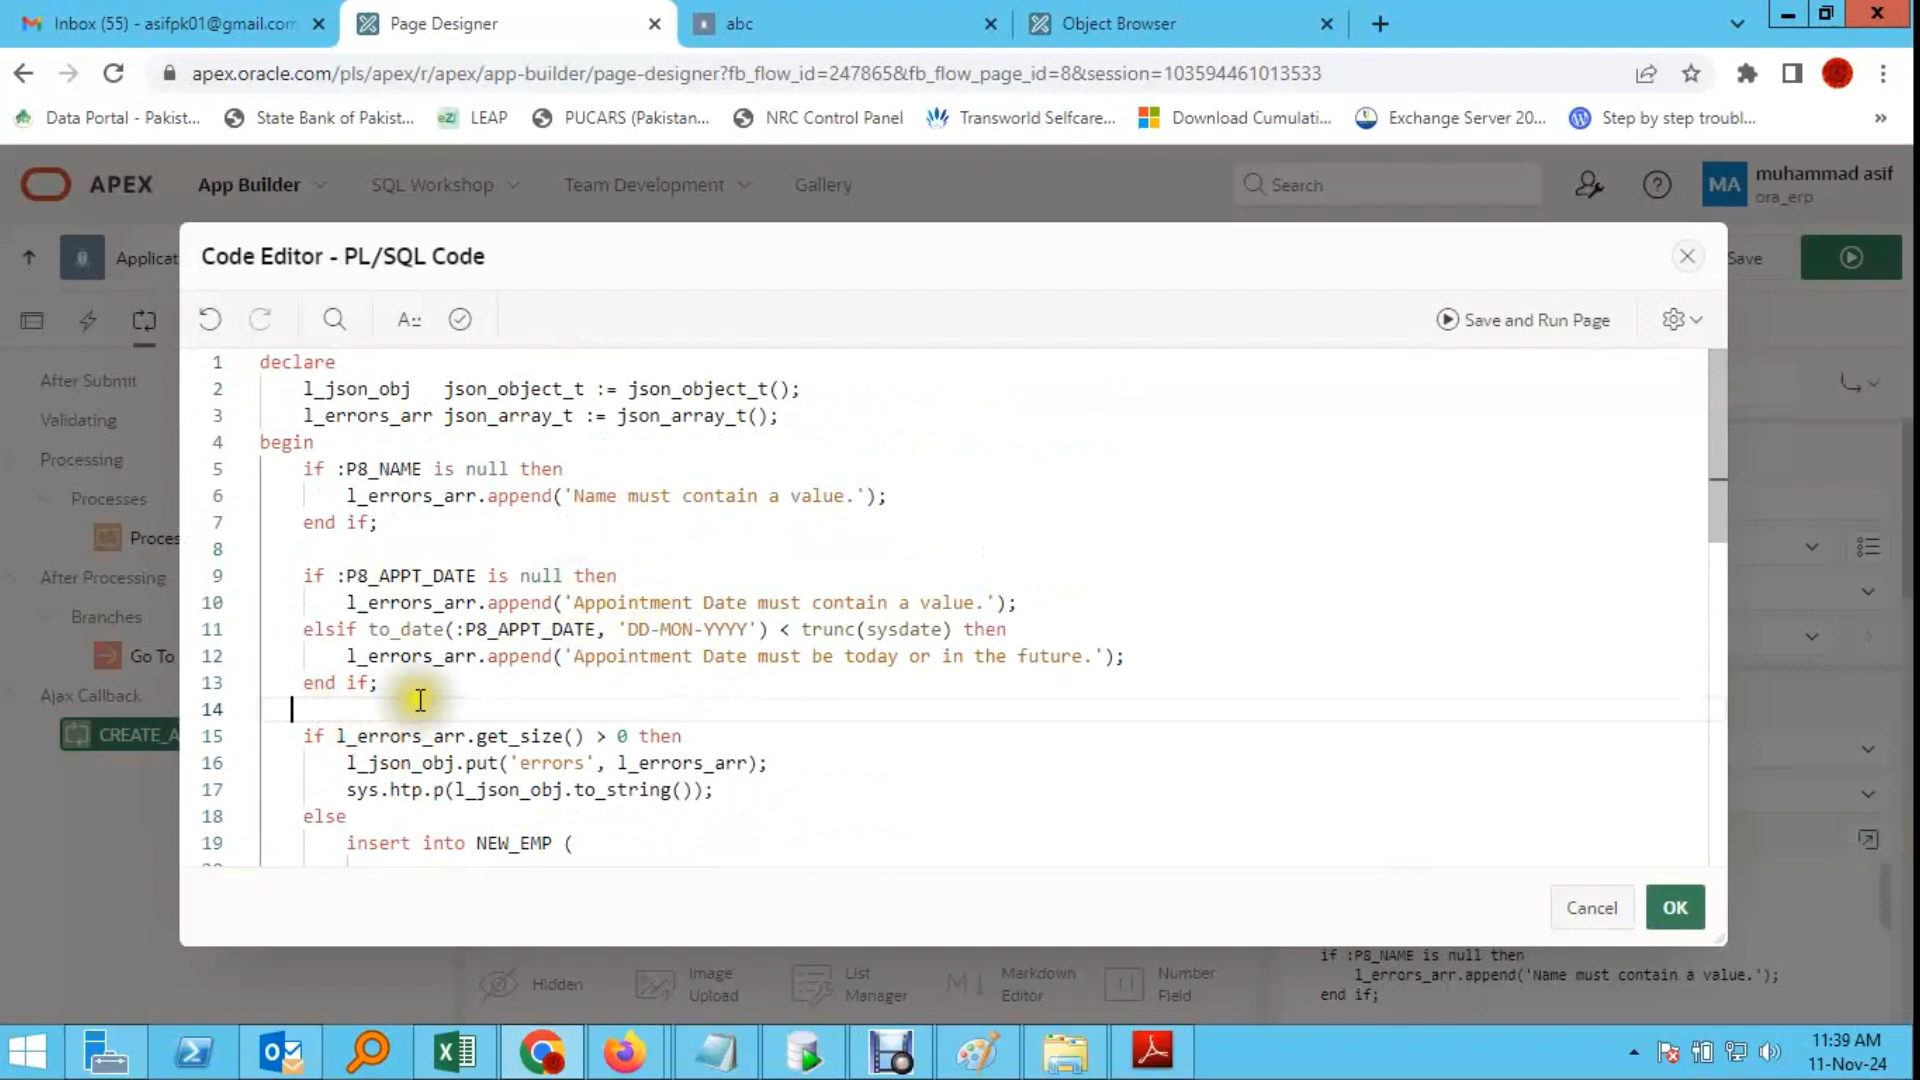 Inbox (55) - asifpk01@gmail.com
Page Designer
abc
Object Browser
apex.oracle.com/pls/apex/r/apex/app-builder/page-designer?fb_flow_id=247865&fb_flow_page_id=8&session=103594461013533
Data Portal - Pakist...
State Bank of Pakist...
eZi
LEAP
PUCARS (Pakistan...
NRC Control Panel
Transworld Selfcare...
Download Cumulati...
Exchange Server 20...
Step by step troubl...
»
APEX
App Builder
SQL Workshop
Team Development
Gallery
Search
MA
muhammad asif
ora_erp
Applicat
Save
Code Editor - PL/SQL Code
A::
Save and Run Page
1 declare
2 l_json_obj json_object_t := json_object_t();
3 l_errors_arr json_array_t := json_array_t();
4 begin
5 if :P8_NAME is null then
6 l_errors_arr.append('Name must contain a value.');
7 end if;
8
9 if :P8_APPT_DATE is null then
10 l_errors_arr.append('Appointment Date must contain a value.');
11 elsif to_date(:P8_APPT_DATE, 'DD-MON-YYYY') < trunc(sysdate) then
12 l_errors_arr.append('Appointment Date must be today or in the future.');
13 end if;
14
15 if l_errors_arr.get_size() > 0 then
16 l_json_obj.put('errors', l_errors_arr);
17 sys.htp.p(l_json_obj.to_string());
18 else
19 insert into NEW_EMP (
Cancel
OK
After Submit
Validating
Processing
Processes
Proces
After Processing
Branches
Go To
Ajax Callback
CREATE_A
Hidden
Image
Upload
List
Manager
Markdown
Editor
Number
Field
if :P8_NAME is null then
l_errors_arr.append('Name must contain a value.');
end if;
11:39 AM
11-Nov-24